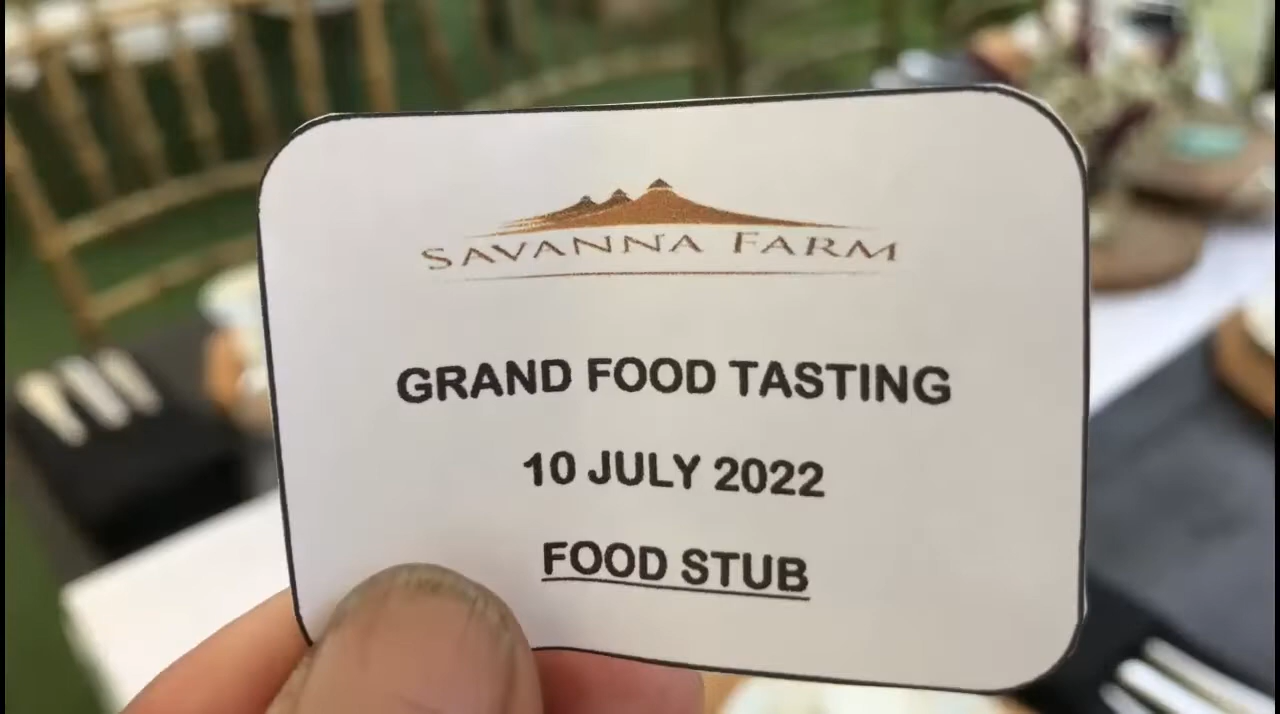 SAVANNA FARM
GRAND FOOD TASTING
10 JULY 2022
FOOD STUB